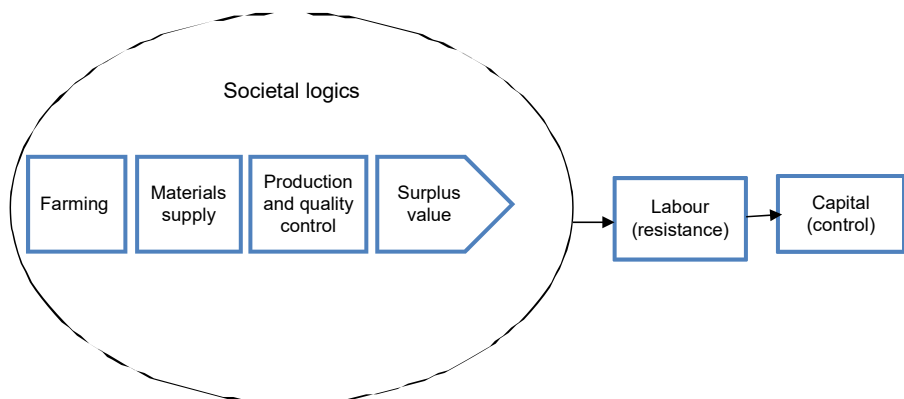 Societal logics
Farming
Materials
supply
Production
and quality
control
Surplus
value
Labour
(resistance)
Capital
(control)